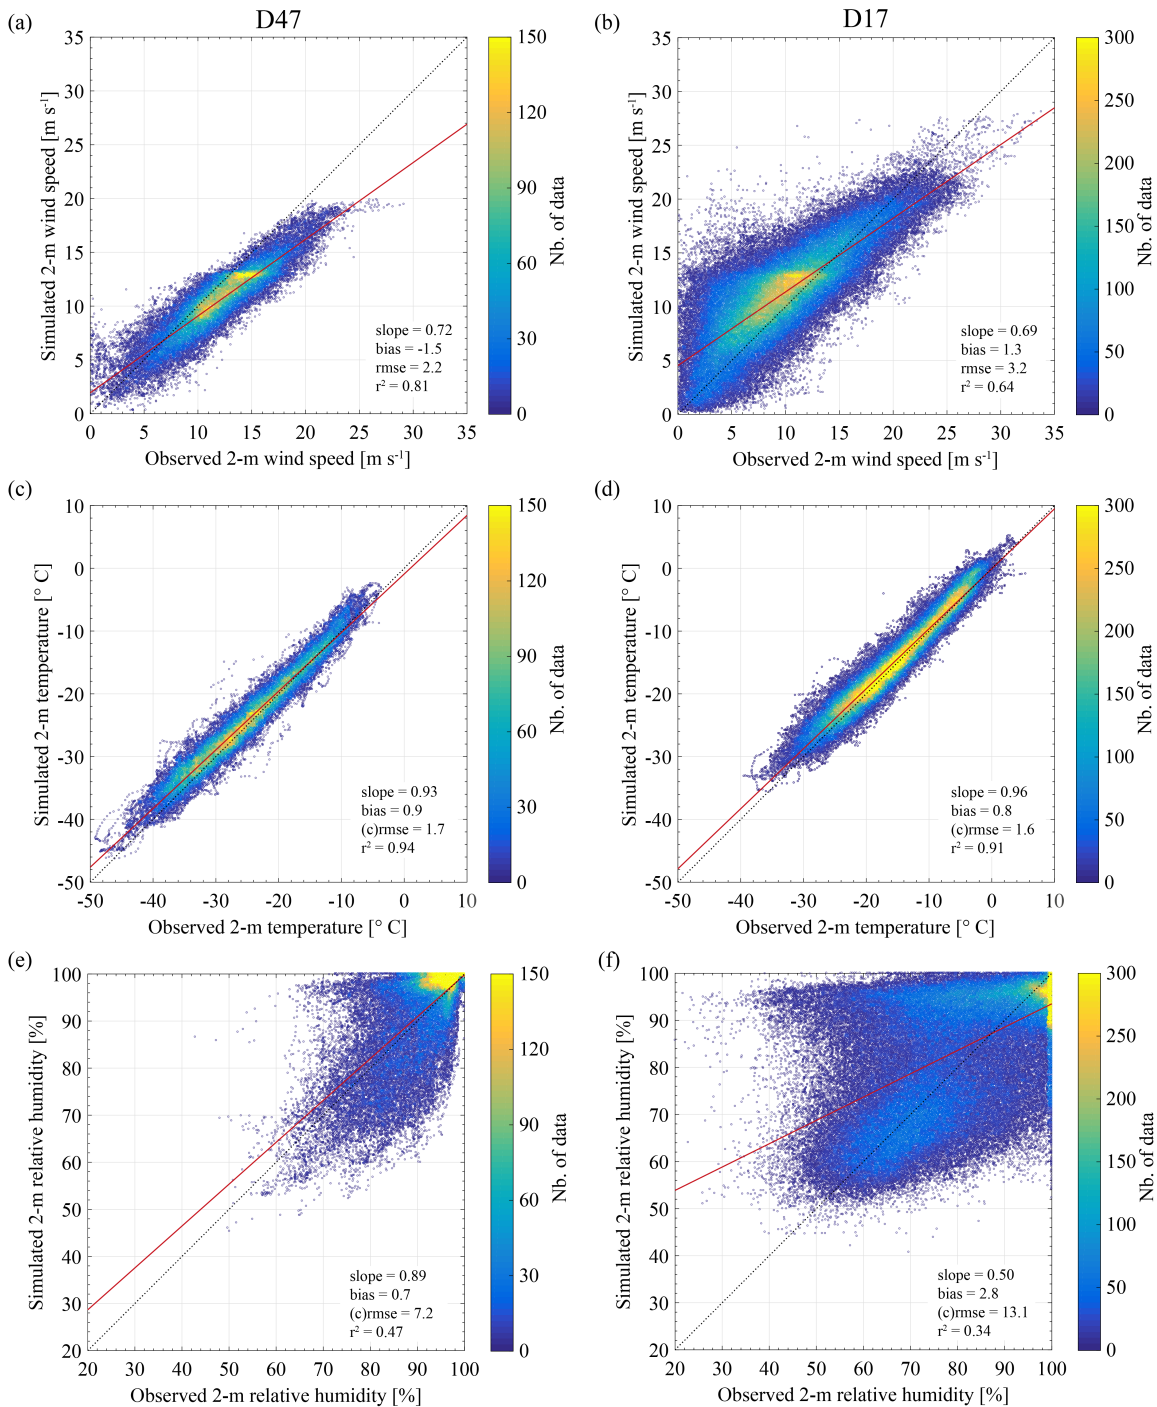 D47
D17
(a)
35
30
25
20
15
10
5
0
0 5 10 15 20 25 30 35
Simulated 2-m wind speed [m s-1]
Observed 2-m wind speed [m s-1]
slope = 0.72
bias = -1.5
rmse = 2.2
r² = 0.81
150
120
90
60
30
0
Nb. of data
(b)
35
30
25
20
15
10
5
0
0 5 10 15 20 25 30 35
Simulated 2-m wind speed [m s-1]
Observed 2-m wind speed [m s-1]
slope = 0.69
bias = 1.3
rmse = 3.2
r² = 0.64
300
250
200
150
100
50
0
Nb. of data
(c)
10
0
-10
-20
-30
-40
-50
-50 -40 -30 -20 -10 0 10
Simulated 2-m temperature [° C]
Observed 2-m temperature [° C]
slope = 0.93
bias = 0.9
(c)rmse = 1.7
r² = 0.94
150
120
90
60
30
0
Nb. of data
(d)
10
0
-10
-20
-30
-40
-50
-50 -40 -30 -20 -10 0 10
Simulated 2-m temperature [° C]
Observed 2-m temperature [° C]
slope = 0.96
bias = 0.8
(c)rmse = 1.6
r² = 0.91
300
250
200
150
100
50
0
Nb. of data
(e)
100
90
80
70
60
50
40
30
20
20 30 40 50 60 70 80 90 100
Simulated 2-m relative humidity [%]
Observed 2-m relative humidity [%]
slope = 0.89
bias = 0.7
(c)rmse = 7.2
r² = 0.47
150
120
90
60
30
0
Nb. of data
(f)
100
90
80
70
60
50
40
30
20
20 30 40 50 60 70 80 90 100
Simulated 2-m relative humidity [%]
Observed 2-m relative humidity [%]
slope = 0.50
bias = 2.8
(c)rmse = 13.1
r² = 0.34
300
250
200
150
100
50
0
Nb. of data